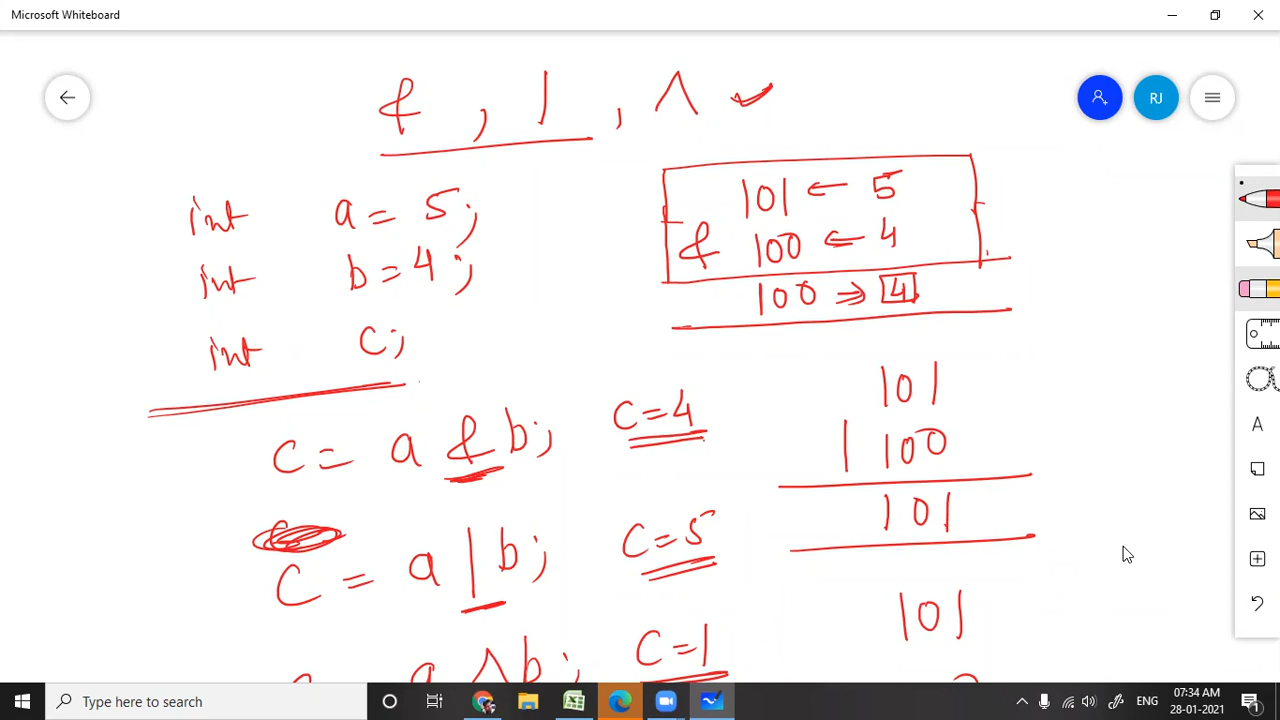 Microsoft Whiteboard
& , | , ^
RJ
int a = 5;
int b = 4;
int c;
101 ← 5
& 100 ← 4
100 ⇒ 4
c = a & b; c = 4
101
| 100
101
c = a | b; c = 5
101
a ^ b; c = 1
Type here to search
ENG
07:34 AM
28-01-2021